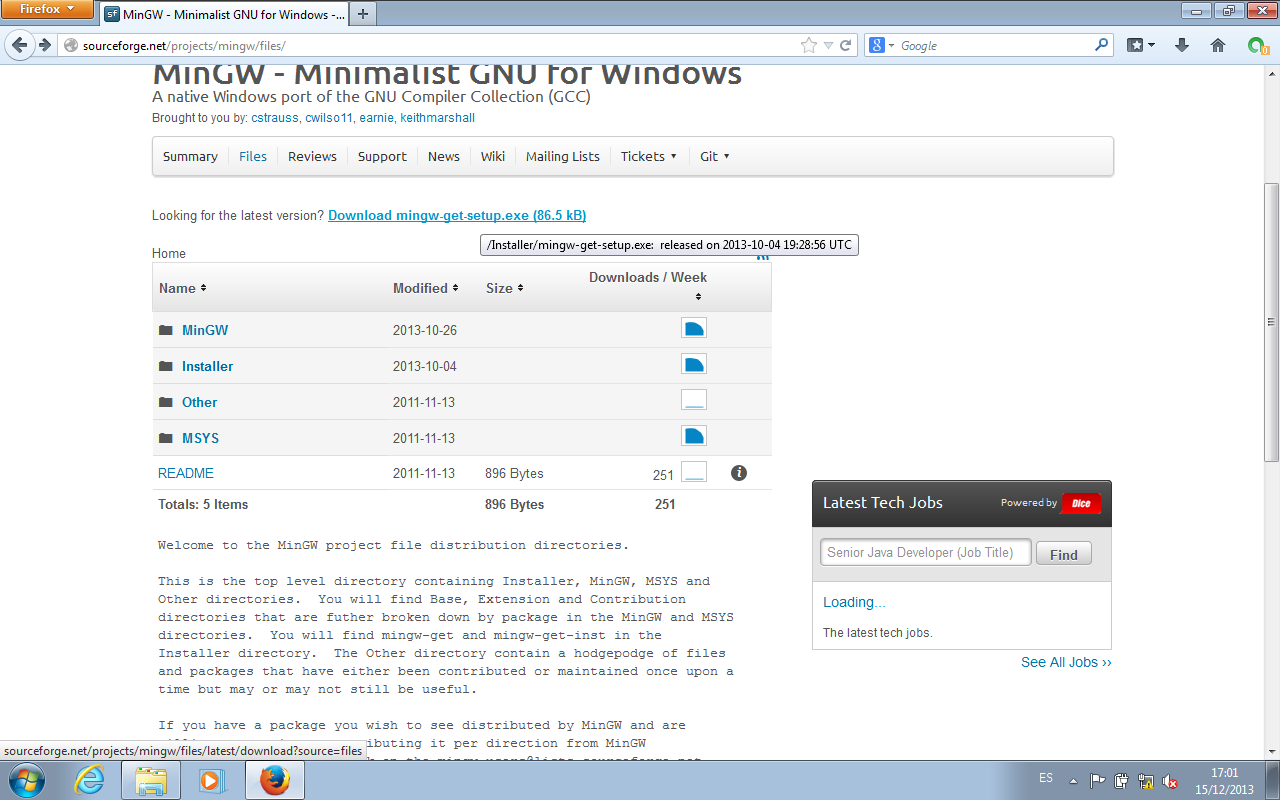 Firefox
MinGW - Minimalist GNU for Windows -...
sourceforge.net/projects/mingw/files/
Google
MinGW - Minimalist GNU for Windows
A native Windows port of the GNU Compiler Collection (GCC)
Brought to you by: cstrauss, cwilso11, earnie, keithmarshall
Summary Files Reviews Support News Wiki Mailing Lists Tickets Git
Looking for the latest version? Download mingw-get-setup.exe (86.5 kB)
/Installer/mingw-get-setup.exe: released on 2013-10-04 19:28:56 UTC
Home
Name Modified Size Downloads / Week
MinGW 2013-10-26
Installer 2013-10-04
Other 2011-11-13
MSYS 2011-11-13
README 2011-11-13 896 Bytes 251
Totals: 5 Items 896 Bytes 251
Latest Tech Jobs Powered by Dice
Senior Java Developer (Job Title) Find
Loading...
The latest tech jobs.
See All Jobs ››
Welcome to the MinGW project file distribution directories.
This is the top level directory containing Installer, MinGW, MSYS and
Other directories. You will find Base, Extension and Contribution
directories that are futher broken down by package in the MinGW and MSYS
directories. You will find mingw-get and mingw-get-inst in the
Installer directory. The Other directory contain a hodgepodge of files
and packages that have either been contributed or maintained once upon a
time but may or may not still be useful.
If you have a package you wish to see distributed by MinGW and are
buting it per direction from MinGW
sourceforge.net/projects/mingw/files/latest/download?source=files
ES
17:01
15/12/2013